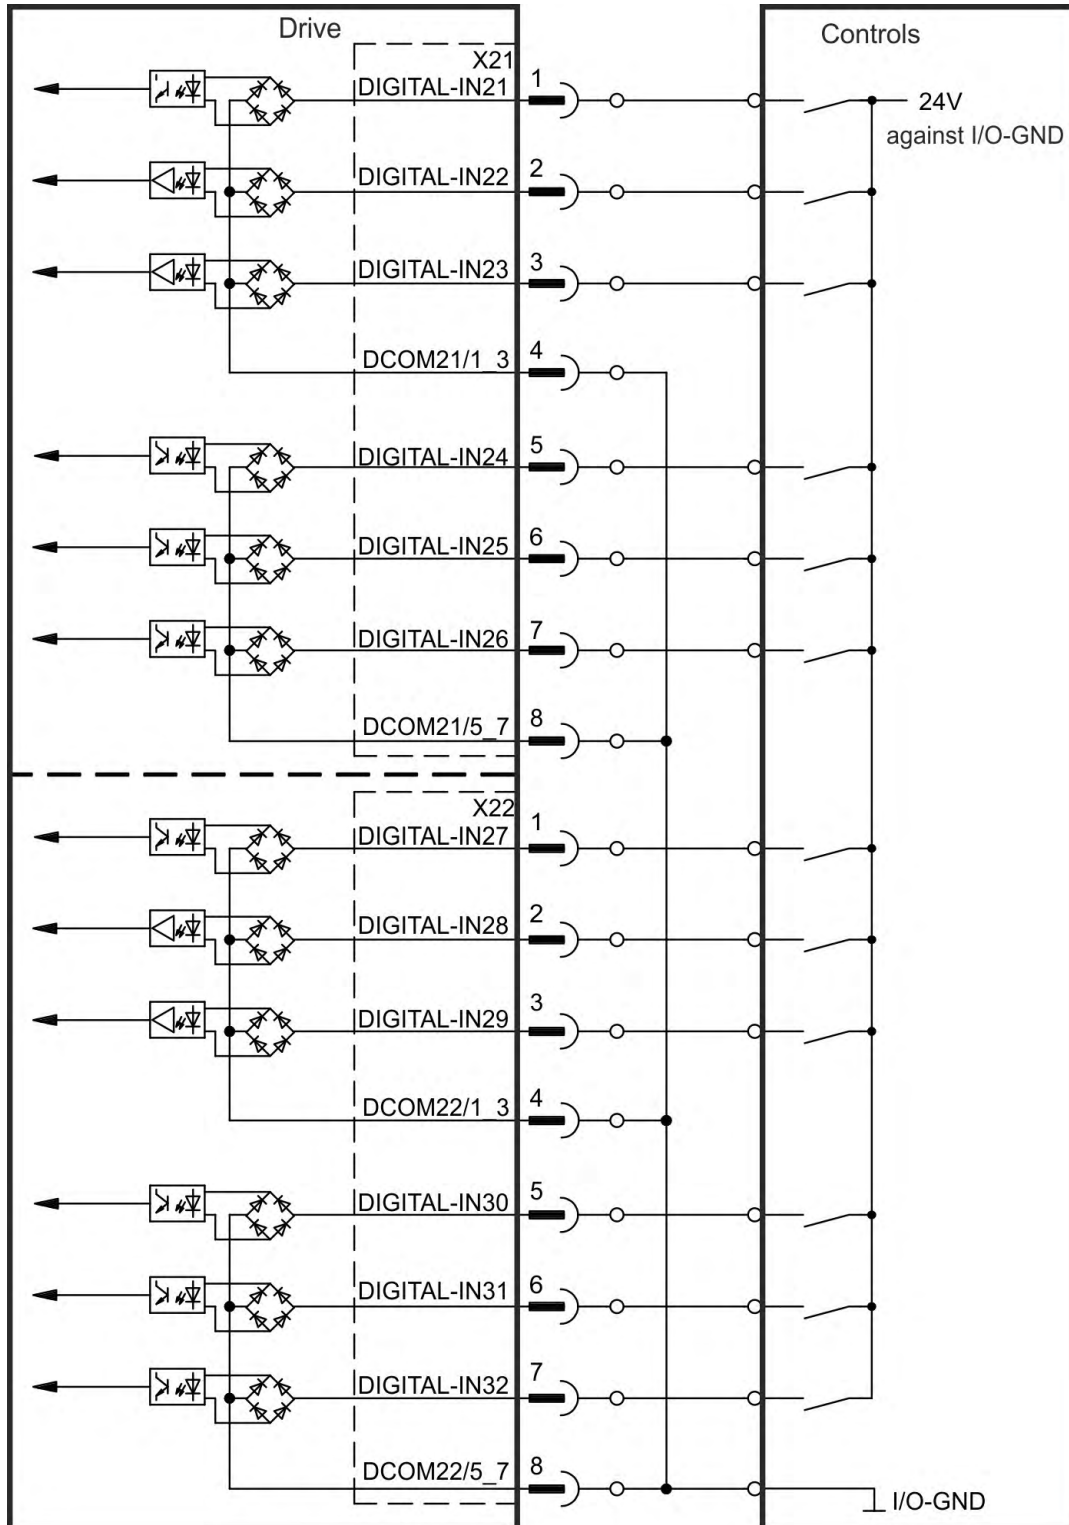 Drive
Controls
X21
DIGITAL-IN21
1
24V
against I/O-GND
DIGITAL-IN22
2
DIGITAL-IN23
3
DCOM21/1_3
4
DIGITAL-IN24
5
DIGITAL-IN25
6
DIGITAL-IN26
7
DCOM21/5_7
8
X22
DIGITAL-IN27
1
DIGITAL-IN28
2
DIGITAL-IN29
3
DCOM22/1_3
4
DIGITAL-IN30
5
DIGITAL-IN31
6
DIGITAL-IN32
7
DCOM22/5_7
8
I/O-GND